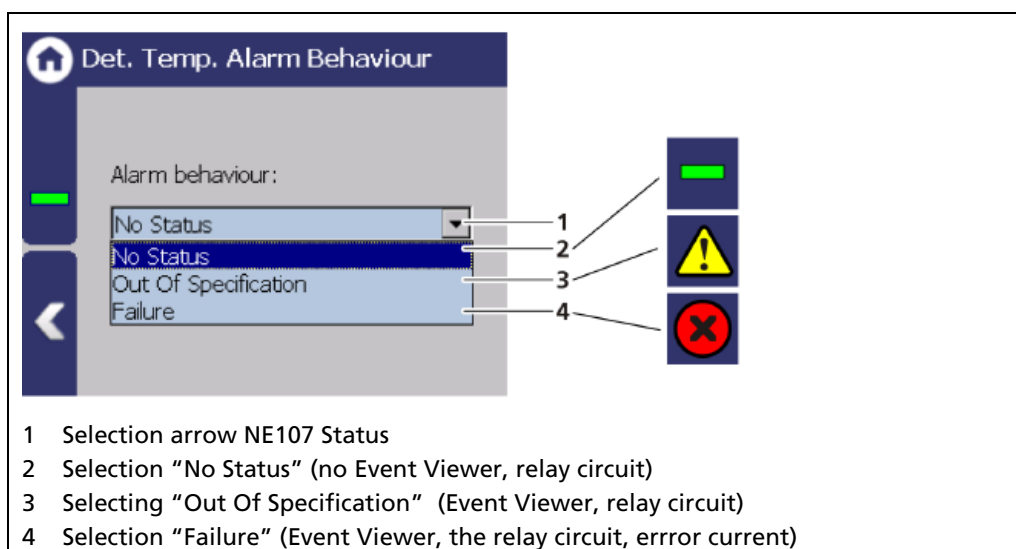 Det. Temp. Alarm Behaviour
Alarm behaviour:
No Status
1
No Status
2
Out Of Specification
3
Failure
4
1 Selection arrow NE107 Status
2 Selection “No Status” (no Event Viewer, relay circuit)
3 Selecting “Out Of Specification” (Event Viewer, relay circuit)
4 Selection “Failure” (Event Viewer, the relay circuit, errror current)